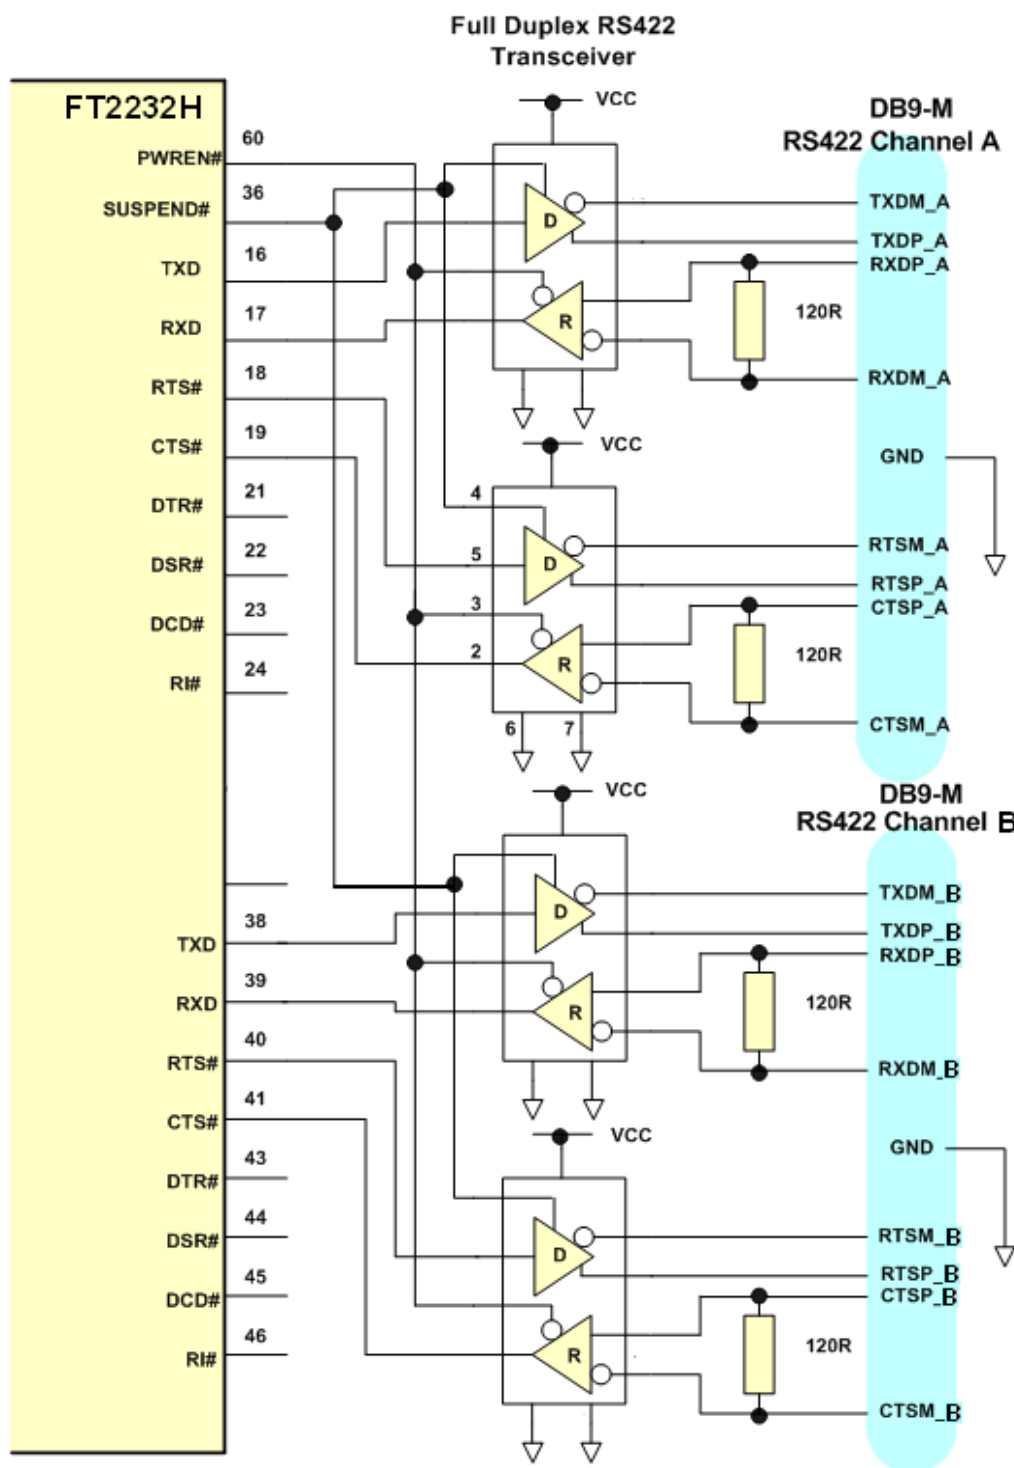 Full Duplex RS422
Transceiver
FT2232H
VCC
DB9-M
RS422 Channel A
60
PWREN#
36
SUSPEND#
TXDM_A
D
TXDP_A
16
TXD
RXDP_A
17
RXD
R
120R
18
RTS#
RXDM_A
19
CTS#
VCC
GND
21
DTR#
4
22
DSR#
5
D
RTSM_A
RTSP_A
23
DCD#
3
CTSP_A
24
RI#
2
R
120R
6
7
CTSM_A
VCC
DB9-M
RS422 Channel B
TXDM_B
38
TXD
D
TXDP_B
RXDP_B
39
RXD
R
120R
40
RTS#
RXDM_B
41
CTS#
VCC
GND
43
DTR#
44
DSR#
D
RTSM_B
RTSP_B
45
DCD#
CTSP_B
46
RI#
R
120R
CTSM_B